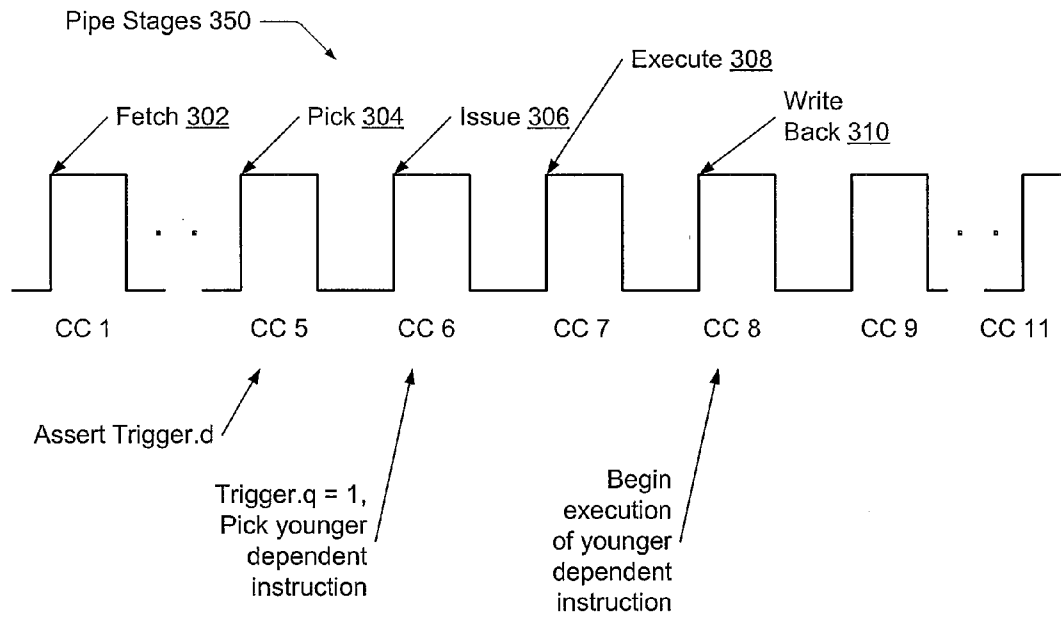 Pipe Stages 350
Execute 308
Fetch 302
Pick 304
Issue 306
Write
Back 310
CC 1
CC 5
CC 6
CC 7
CC 8
CC 9
CC 11
Assert Trigger.d
Trigger.q = 1,
Pick younger
dependent
instruction
Begin
execution
of younger
dependent
instruction